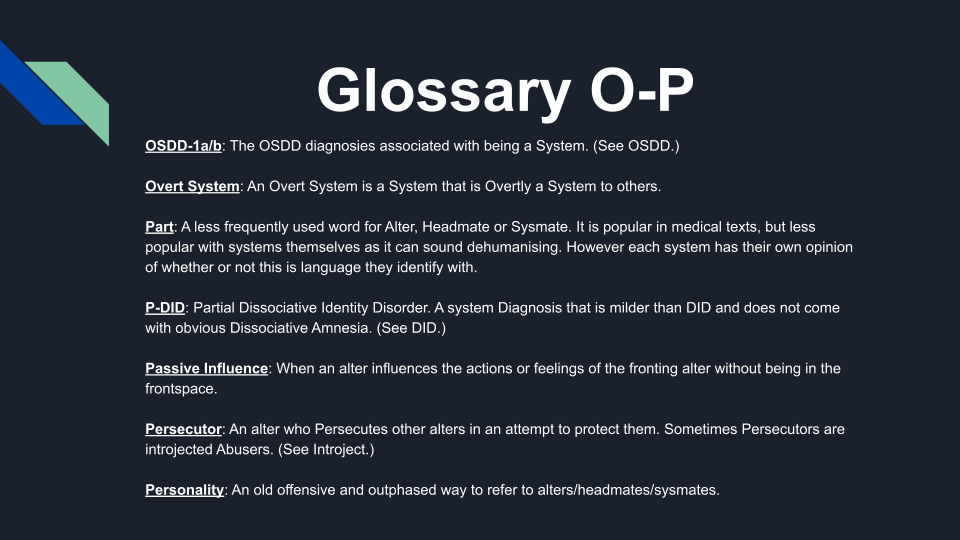 Glossary O-P
OSDD-1a/b: The OSDD diagnosies associated with being a System. (See OSDD.)
Overt System: An Overt System is a System that is Overtly a System to others.
Part: A less frequently used word for Alter, Headmate or Sysmate. It is popular in medical texts, but less
popular with systems themselves as it can sound dehumanising. However each system has their own opinion
of whether or not this is language they identify with.
P-DID: Partial Dissociative Identity Disorder. A system Diagnosis that is milder than DID and does not come
with obvious Dissociative Amnesia. (See DID.)
Passive Influence: When an alter influences the actions or feelings of the fronting alter without being in the
frontspace.
Persecutor: An alter who Persecutes other alters in an attempt to protect them. Sometimes Persecutors are
introjected Abusers. (See Introject.)
Personality: An old offensive and outphased way to refer to alters/headmates/sysmates.